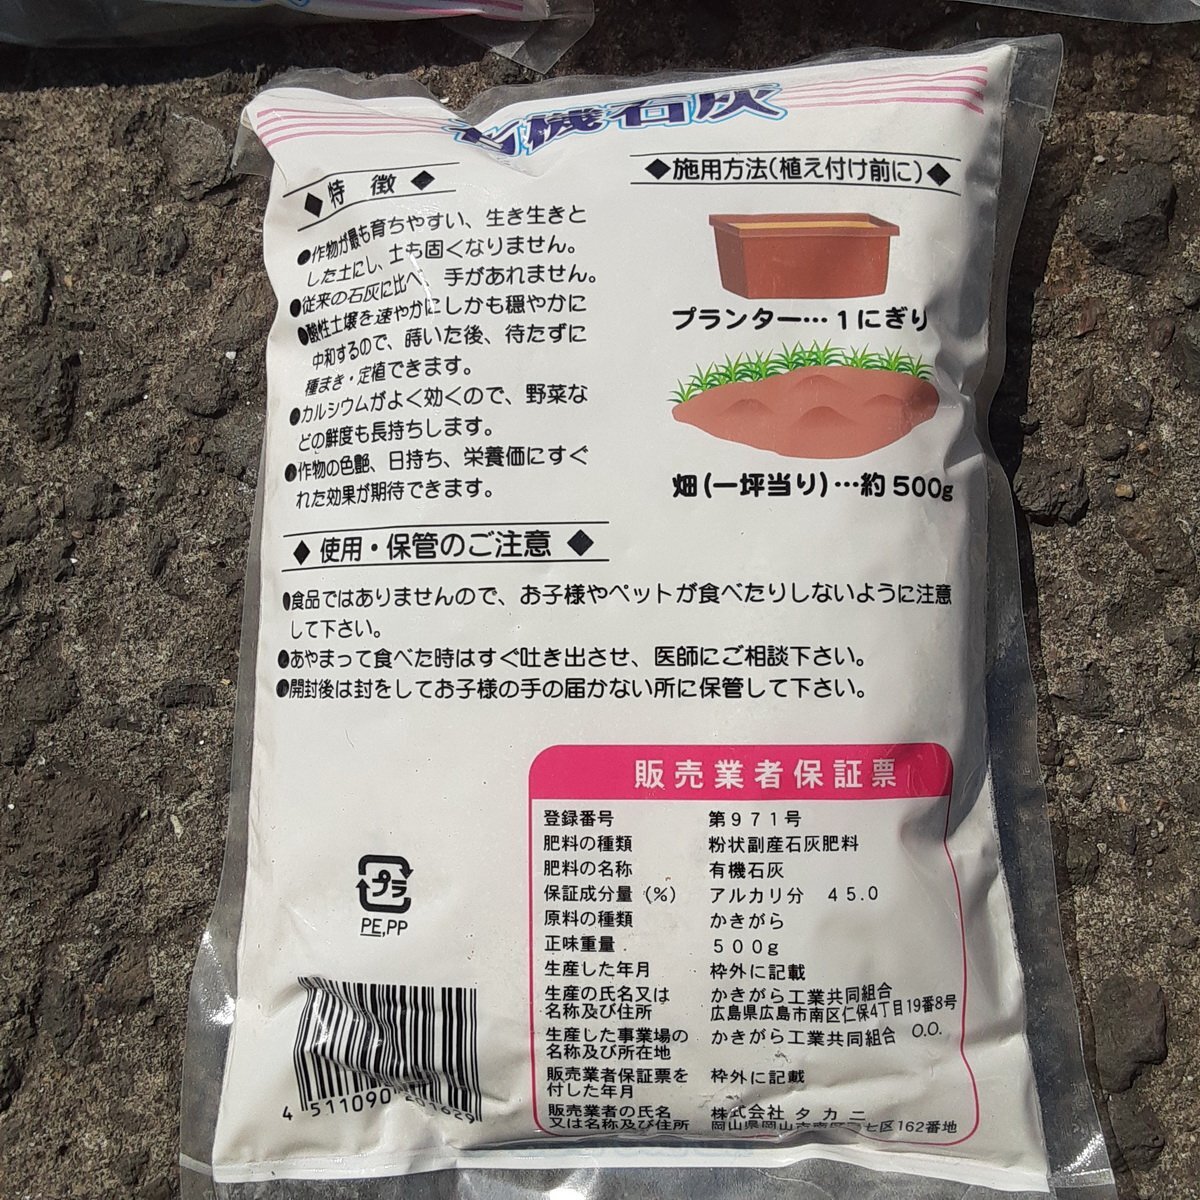 有機石灰
◆特 徴◆
●作物が最も育ちやすい、生き生きと
した土にし、土も固くなりません。
●従来の石灰に比べ 手があれません。
●酸性土壌を速やかにしかも穏やかに
中和するので、蒔いた後、待たずに
種まき・定植できます。
●カルシウムがよく効くので、野菜な
どの鮮度も長持ちします。
●作物の色艶、日持ち、栄養価にすぐ
れた効果が期待できます。
◆施用方法(植え付け前に)◆
プランター…1にぎり
畑(一坪当り)…約500g
◆使用・保管のご注意◆
●食品ではありませんので、お子様やペットが食べたりしないように注意
して下さい。
●あやまって食べた時はすぐ吐き出させ、医師にご相談下さい。
●開封後は封をしてお子様の手の届かない所に保管して下さい。
プラ
PE,PP
4 511090
販売業者保証票
登録番号 第971号
肥料の種類 粉状副産石灰肥料
肥料の名称 有機石灰
保証成分量(%) アルカリ分 45.0
原料の種類 かきがら
正味重量 500g
生産した年月 枠外に記載
生産の氏名又は かきがら工業共同組合
名称及び住所 広島県広島市南区仁保4丁目19番8号
生産した事業場の かきがら工業共同組合 O.O.
名称及び所在地
販売業者保証票を 枠外に記載
付した年月
販売業者の氏名 株式会社 タカニ
又は名称及び住所 岡山県岡山市南区 七区162番地